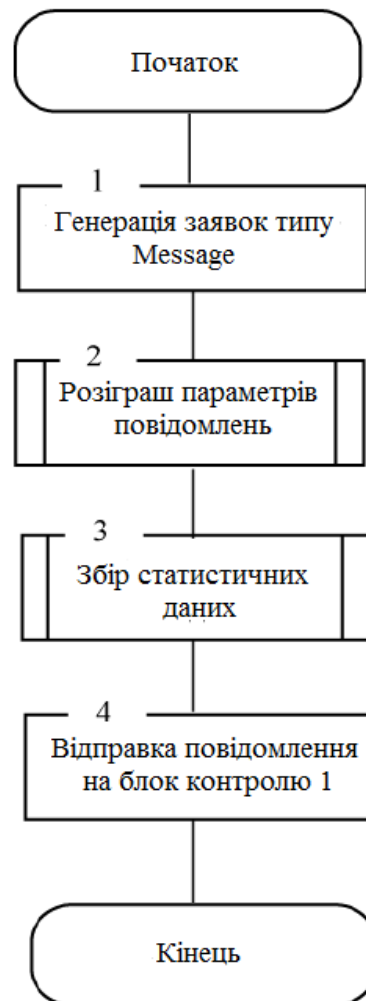 Початок
1
Генерація заявок типу
Message
2
Розіграш параметрів
повідомлень
3
Збір статистичних
даних
4
Відправка повідомлення
на блок контролю 1
Кінець